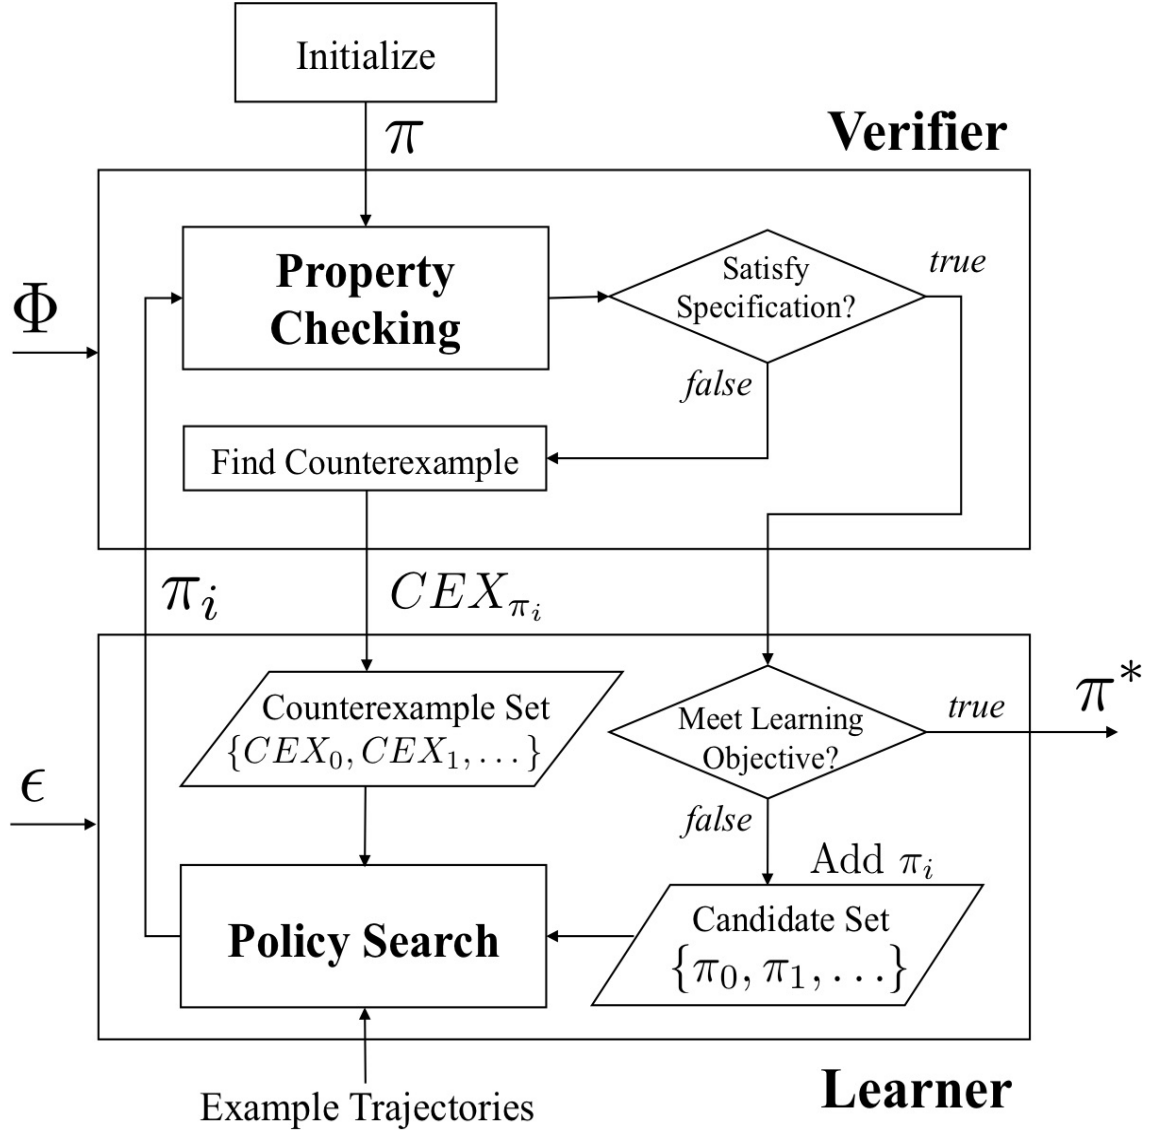 Initialize
π
Verifier
Property
Checking
Satisfy
Specification?
true
Φ
false
Find Counterexample
π_i
CEX_{π_i}
Counterexample Set
{CEX_0, CEX_1, ...}
Meet Learning
Objective?
true
π*
ϵ
false
Add π_i
Policy Search
Candidate Set
{π_0, π_1, ...}
Example Trajectories
Learner